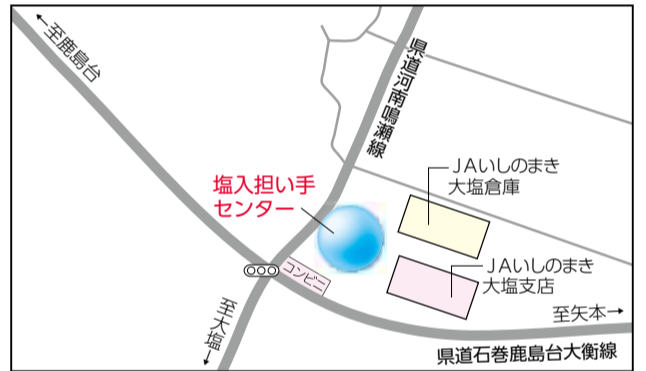 ←至鹿島台
県道河南鳴瀬線
塩入担い手
センター
JAいしのまき
大塩倉庫
コンビニ
JAいしのまき
大塩支店
至矢本→
至大塩→
県道石巻鹿島台大衡線